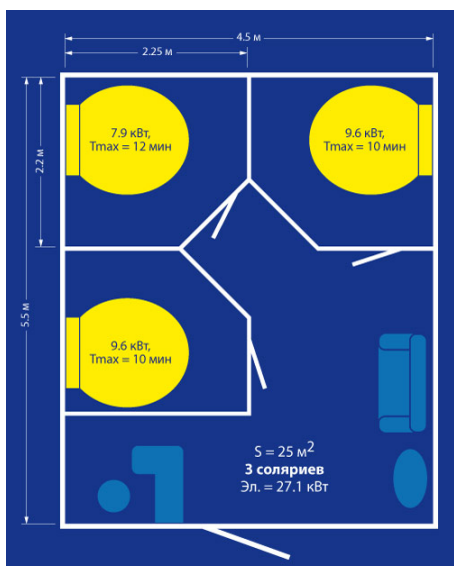 4.5 м
2.25 м
7.9 кВт,
Tmax = 12 мин
9.6 кВт,
Tmax = 10 мин
2.2 м
5.5 м
9.6 кВт,
Tmax = 10 мин
S = 25 м²
3 соляриев
Эл. = 27.1 кВт